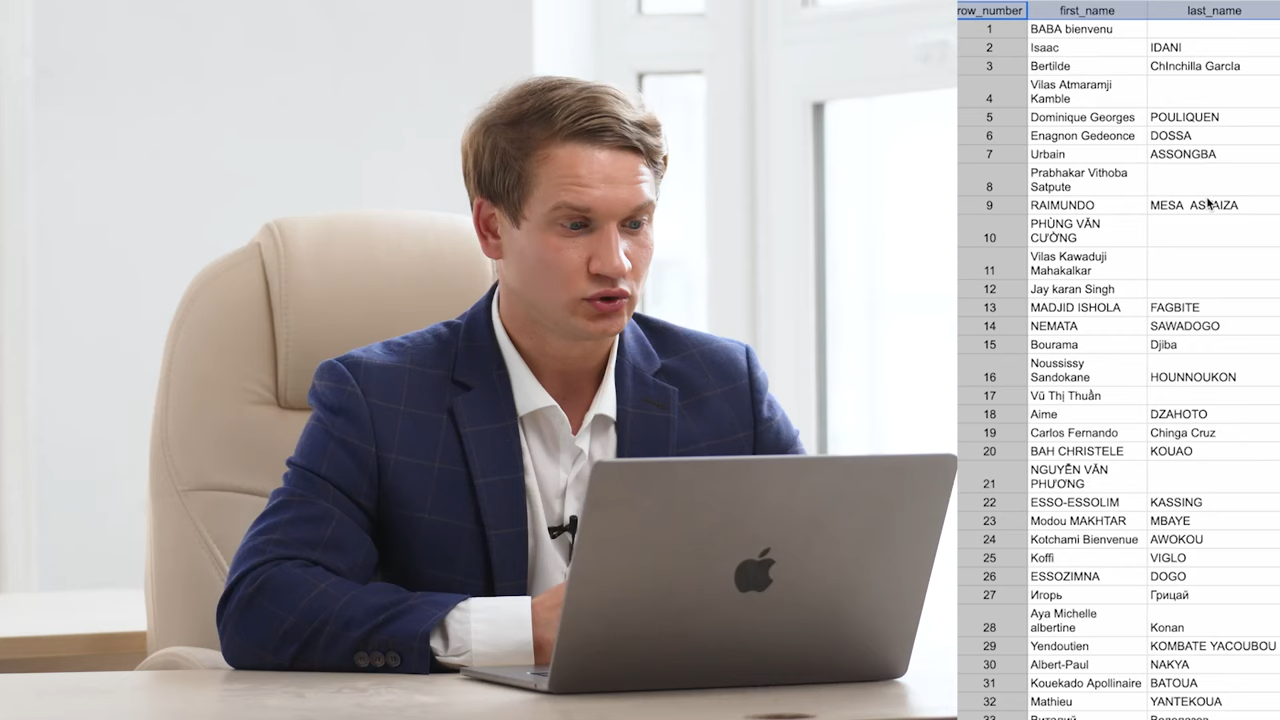 row_number first_name last_name
1 BABA bienvenu
2 Isaac IDANI
3 Bertilde ChInchilla GarcIa
Vilas Atmaramji
4 Kamble
5 Dominique Georges POULIQUEN
6 Enagnon Gedeonce DOSSA
7 Urbain ASSONGBA
Prabhakar Vithoba
8 Satpute
9 RAIMUNDO MESA
PHÙNG VĂN
10 CƯỜNG
Vilas Kawaduji
11 Mahakalkar
12 Jay karan Singh
13 MADJID ISHOLA FAGBITE
14 NEMATA SAWADOGO
15 Bourama Djiba
Noussissy
16 Sandokane HOUNNOUKON
17 Vũ Thị Thuần
18 Aime DZAHOTO
19 Carlos Fernando Chinga Cruz
20 BAH CHRISTELE KOUAO
NGUYỄN VĂN
21 PHƯƠNG
22 ESSO-ESSOLIM KASSING
23 Modou MAKHTAR MBAYE
24 Kotchami Bienvenue AWOKOU
25 Koffi VIGLO
26 ESSOZIMNA DOGO
27 Игорь Грицай
Aya Michelle
28 albertine Konan
29 Yendoutien KOMBATE YACOUBOU
30 Albert-Paul NAKYA
31 Kouekado Apollinaire BATOUA
32 Mathieu YANTEKOUA